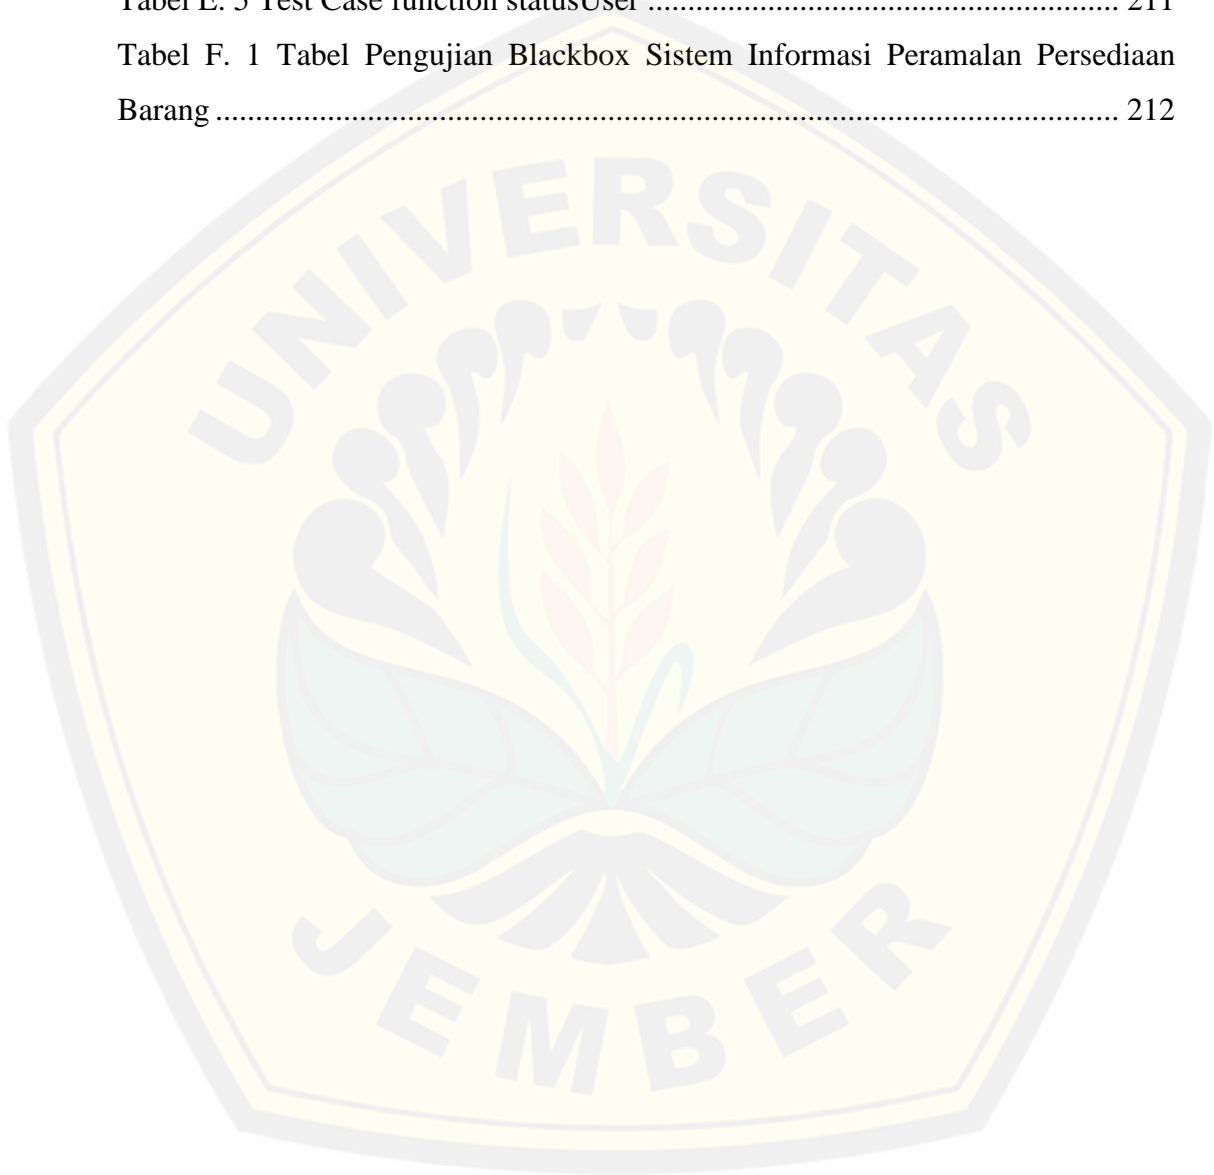 Tabel E. 5 Test Case function statusUser ........................................................... 211
Tabel F. 1 Tabel Pengujian Blackbox Sistem Informasi Peramalan Persediaan
Barang ................................................................................................................. 212
UNIVERSITAS
JEMBER